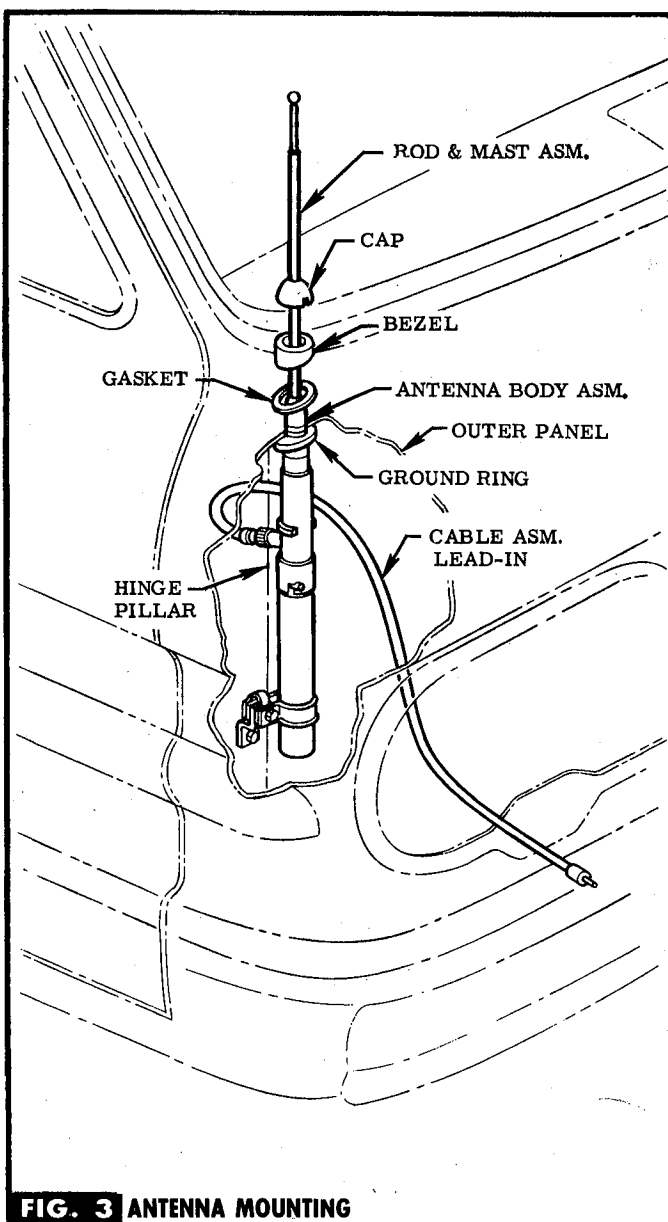 ROD & MAST ASM.
CAP
BEZEL
GASKET
ANTENNA BODY ASM.
OUTER PANEL
GROUND RING
CABLE ASM.
LEAD-IN
HINGE
PILLAR
FIG. 3 ANTENNA MOUNTING